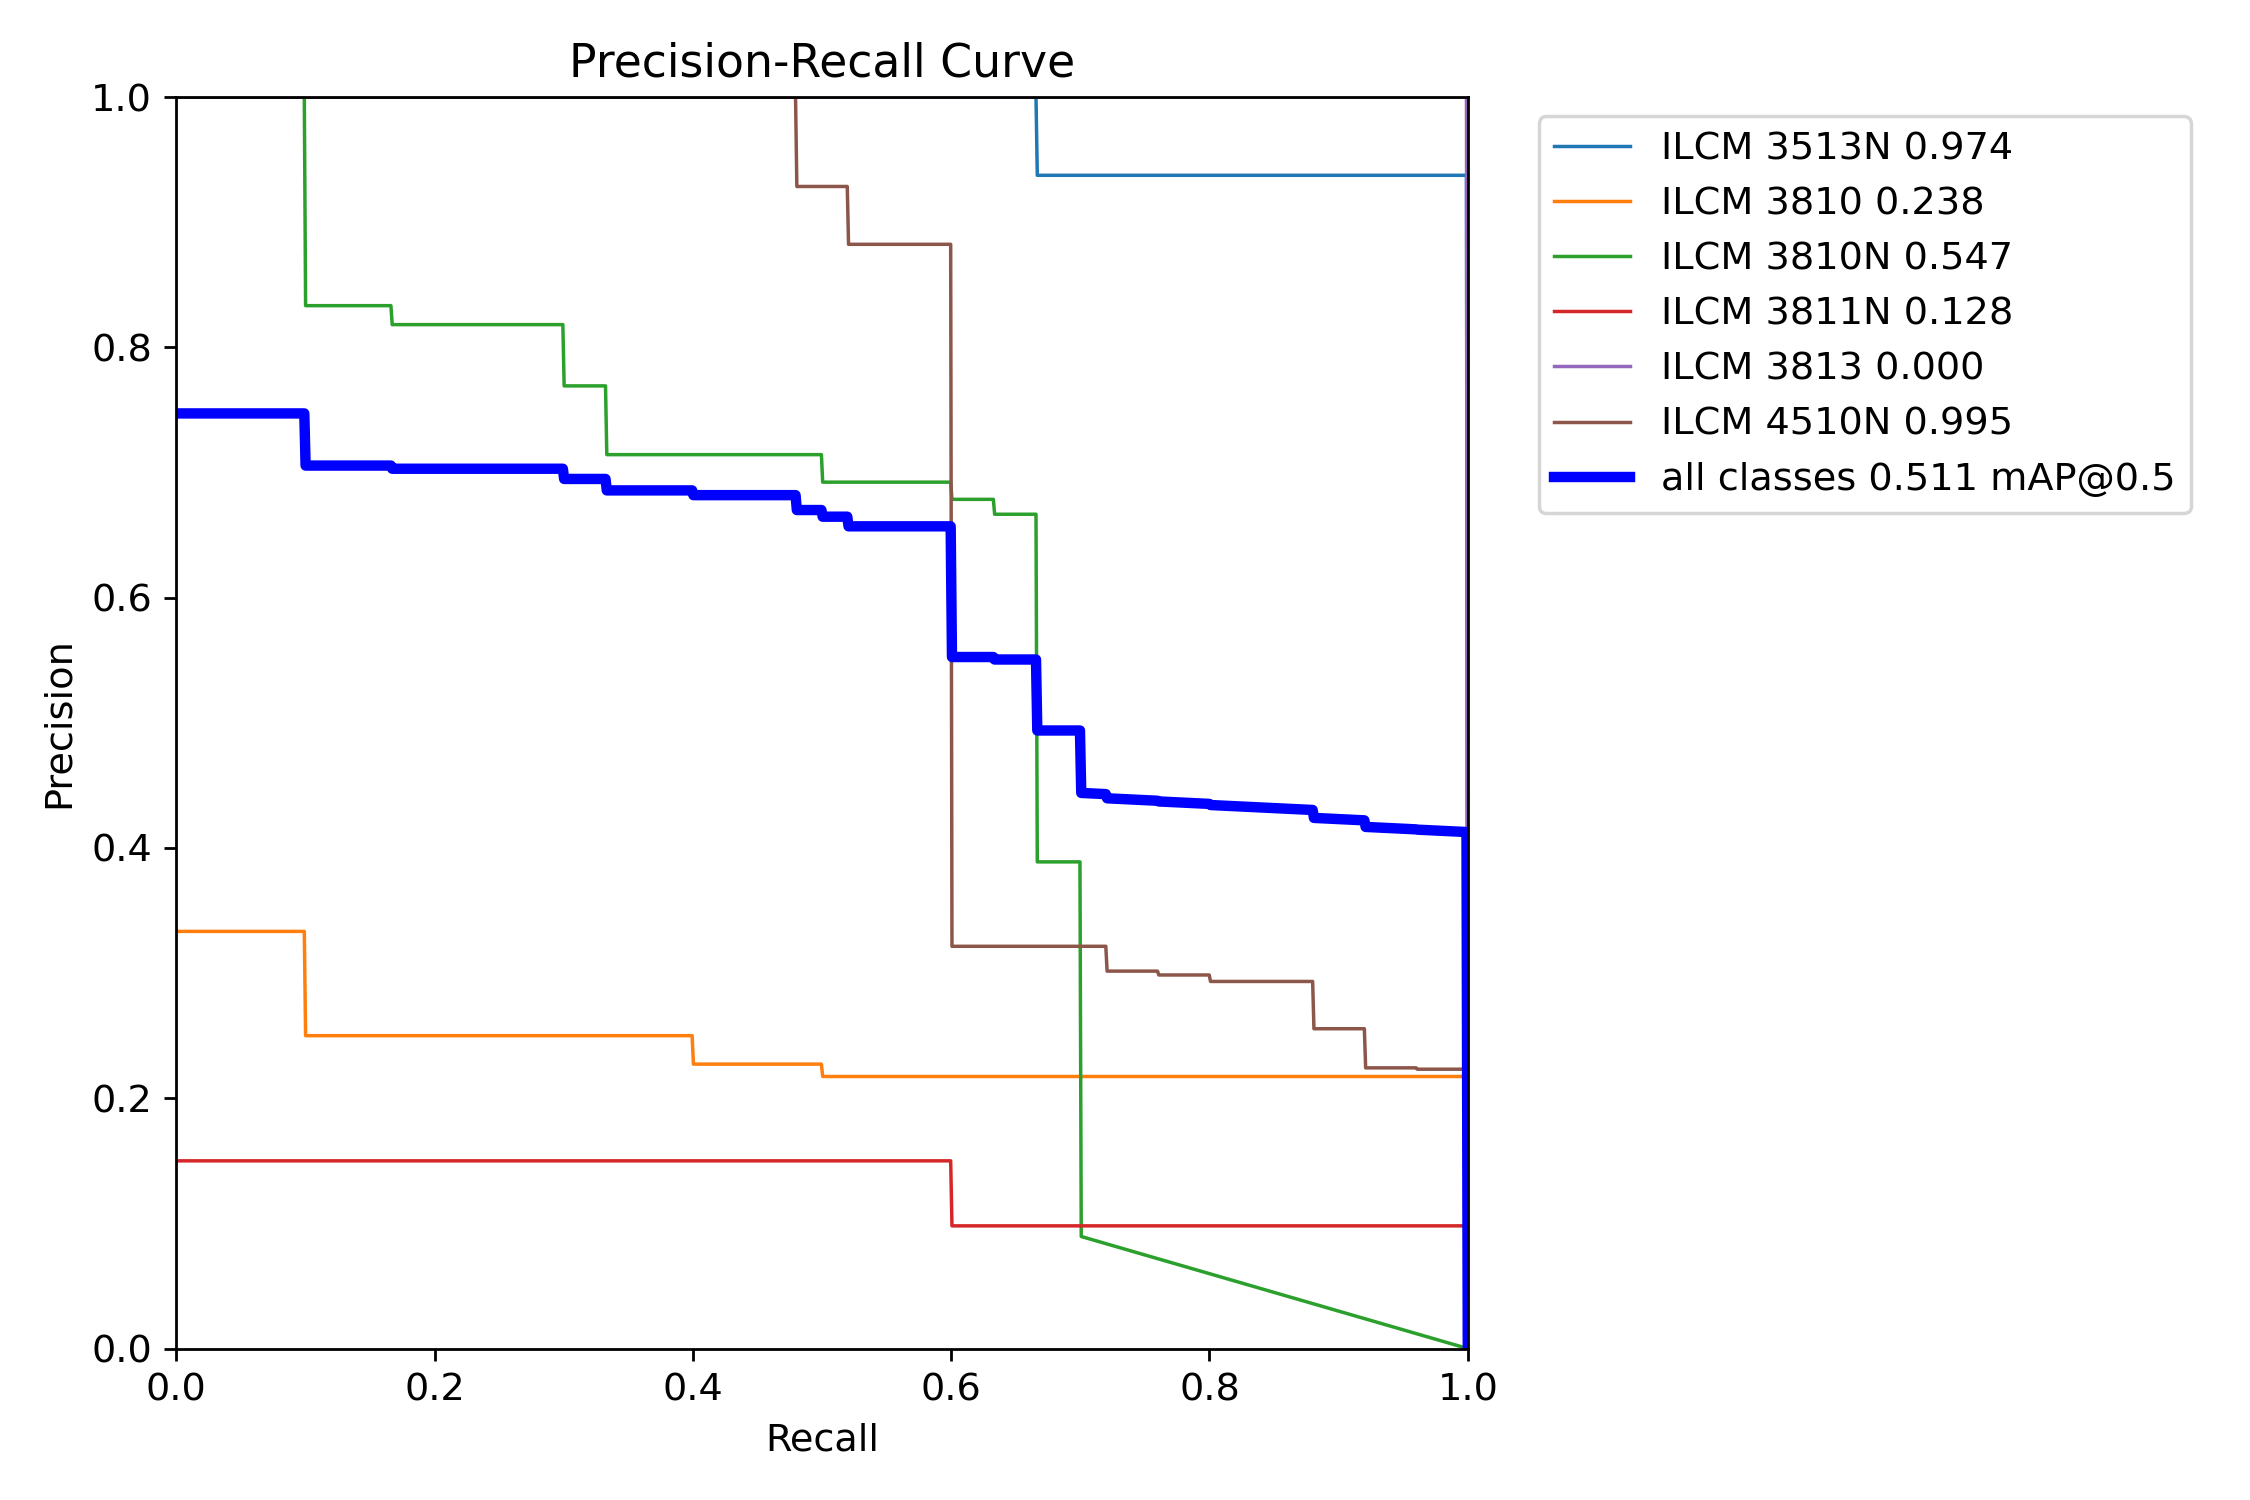 Precision-Recall Curve
1.0
0.8
0.6
0.4
0.2
0.0
Precision
0.0 0.2 0.4 0.6 0.8 1.0
Recall
ILCM 3513N 0.974
ILCM 3810 0.238
ILCM 3810N 0.547
ILCM 3811N 0.128
ILCM 3813 0.000
ILCM 4510N 0.995
all classes 0.511 mAP@0.5